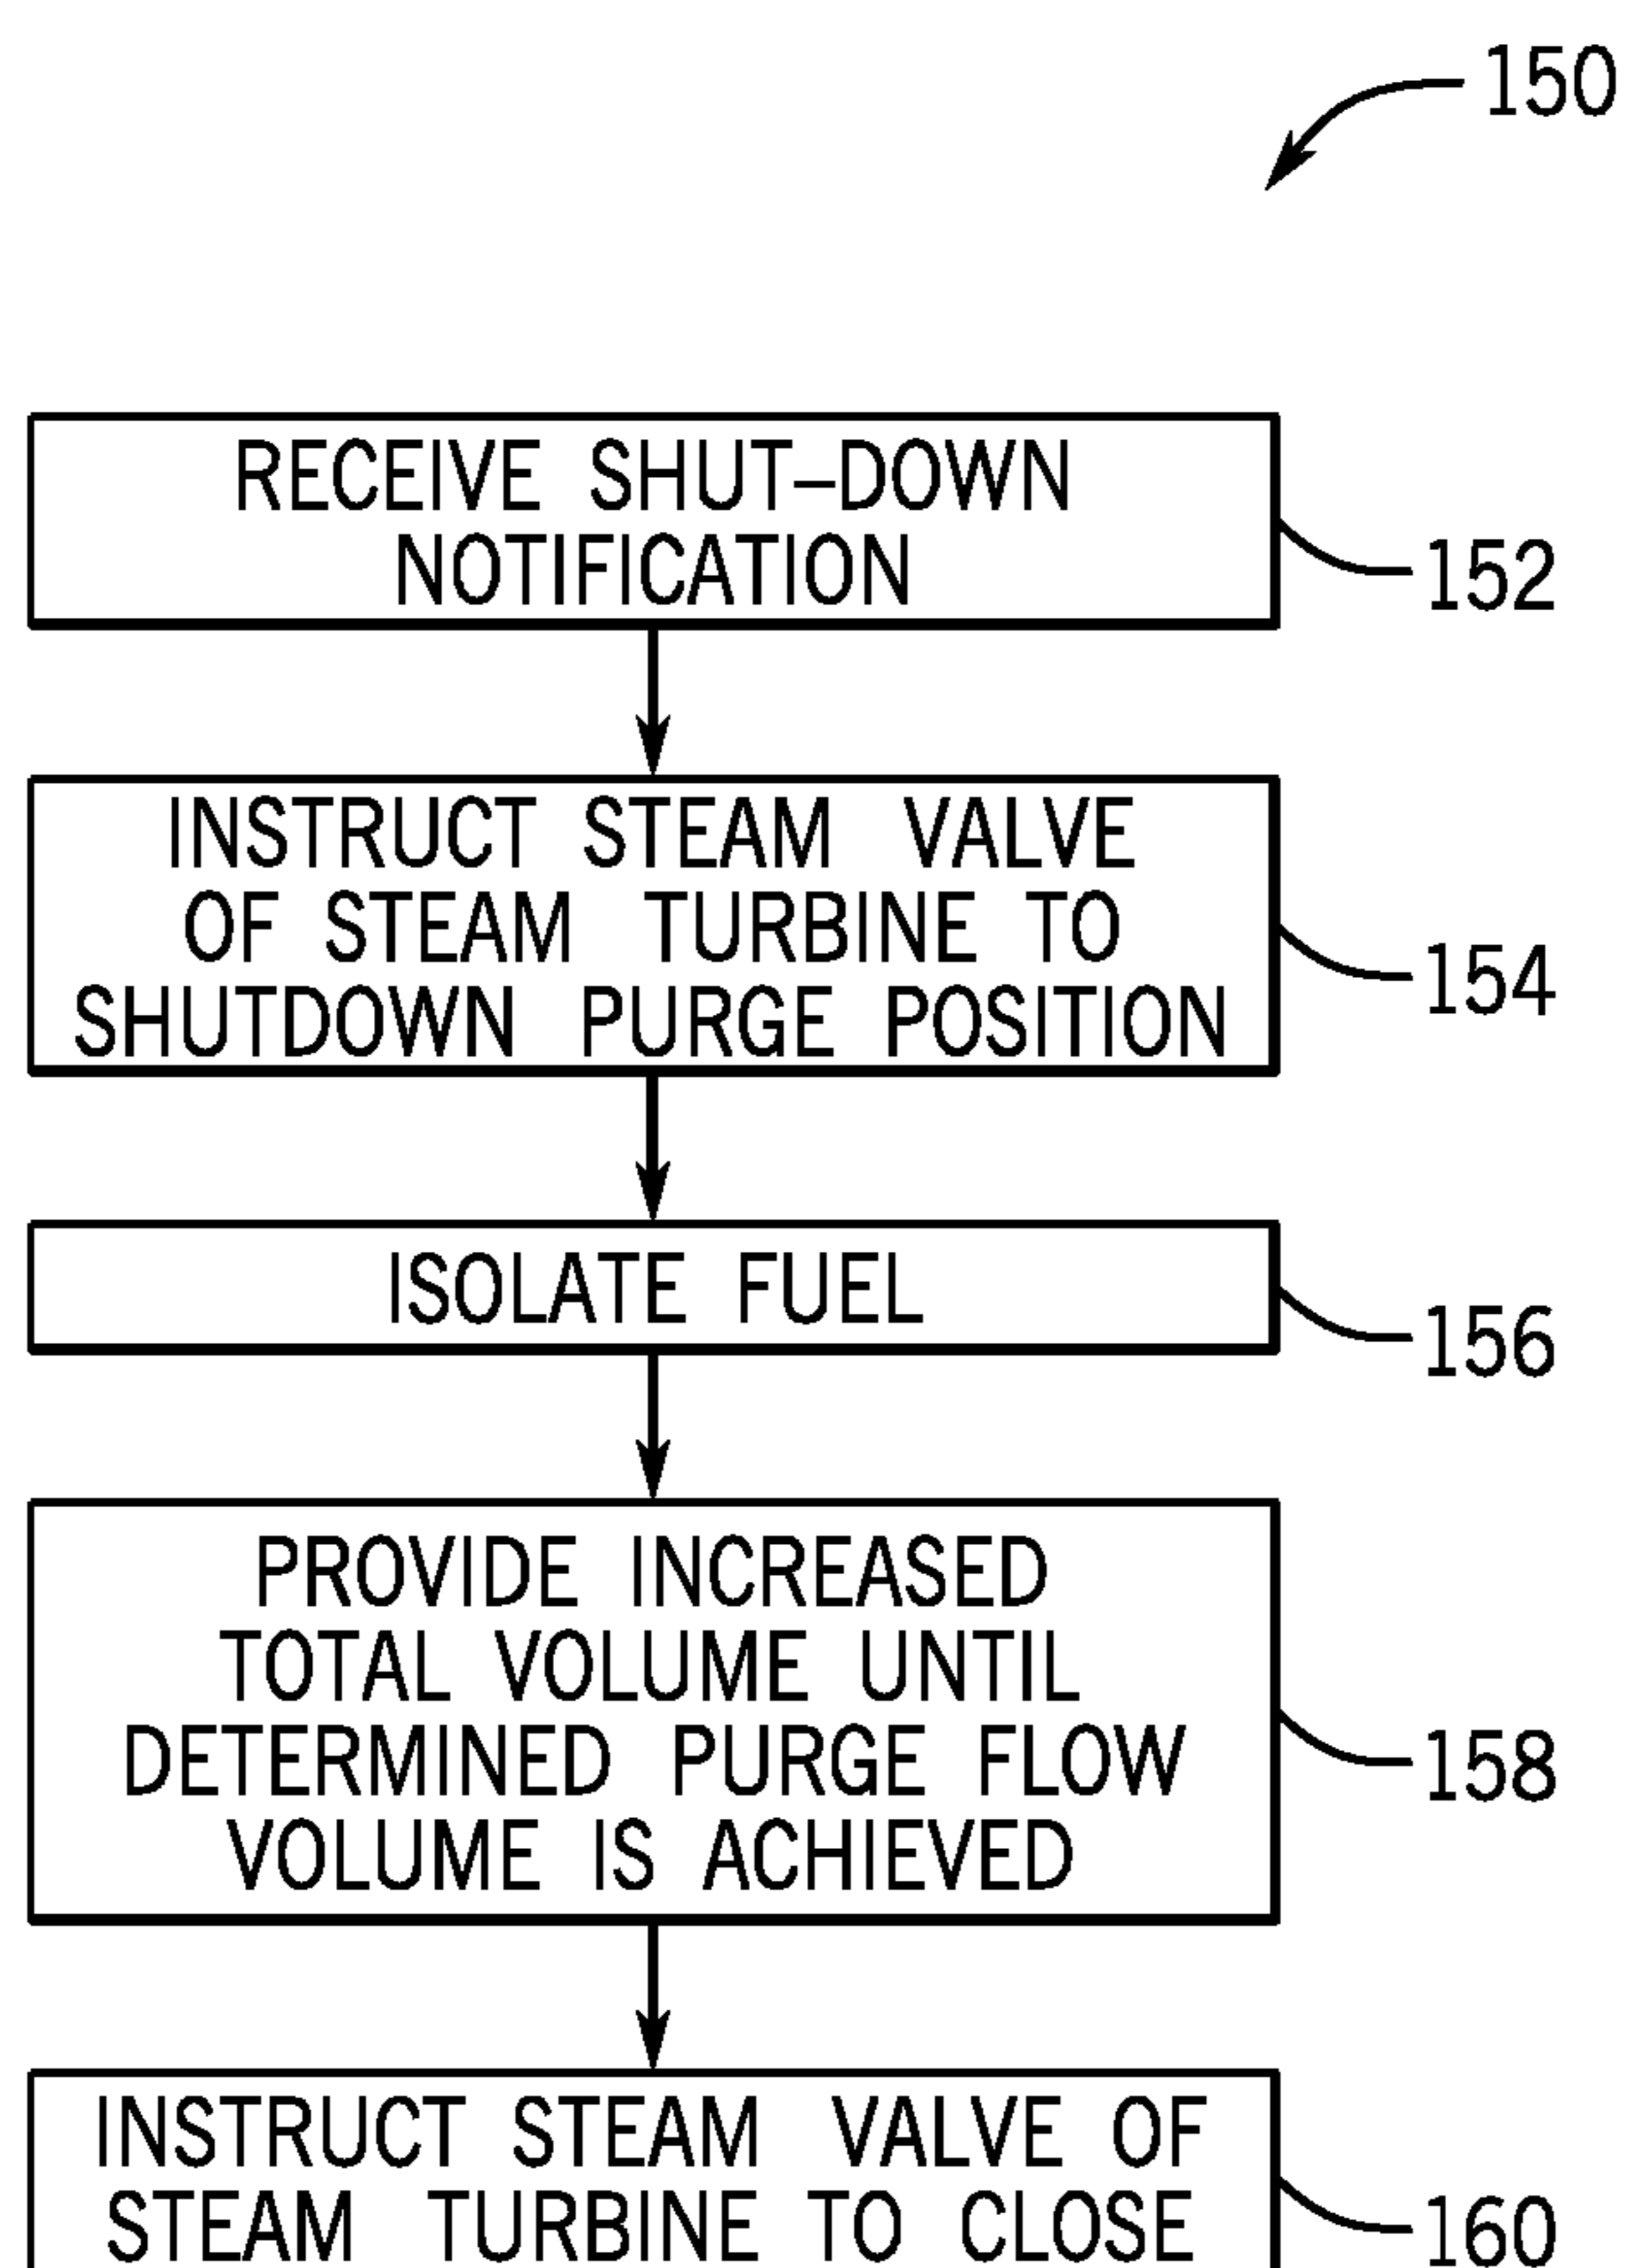 150
RECEIVE SHUT-DOWN
NOTIFICATION
152
INSTRUCT STEAM VALVE
OF STEAM TURBINE TO
SHUTDOWN PURGE POSITION
154
ISOLATE FUEL
156
PROVIDE INCREASED
TOTAL VOLUME UNTIL
DETERMINED PURGE FLOW
VOLUME IS ACHIEVED
158
INSTRUCT STEAM VALVE OF
STEAM TURBINE TO CLOSE
160